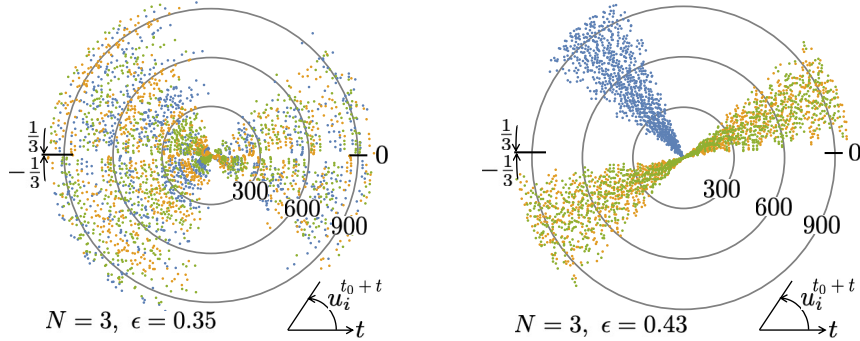 1/3
-1/3
0
300
600
900
u_i^{t_0+t}
t
N = 3, ϵ = 0.35
1/3
-1/3
0
300
600
900
u_i^{t_0+t}
t
N = 3, ϵ = 0.43